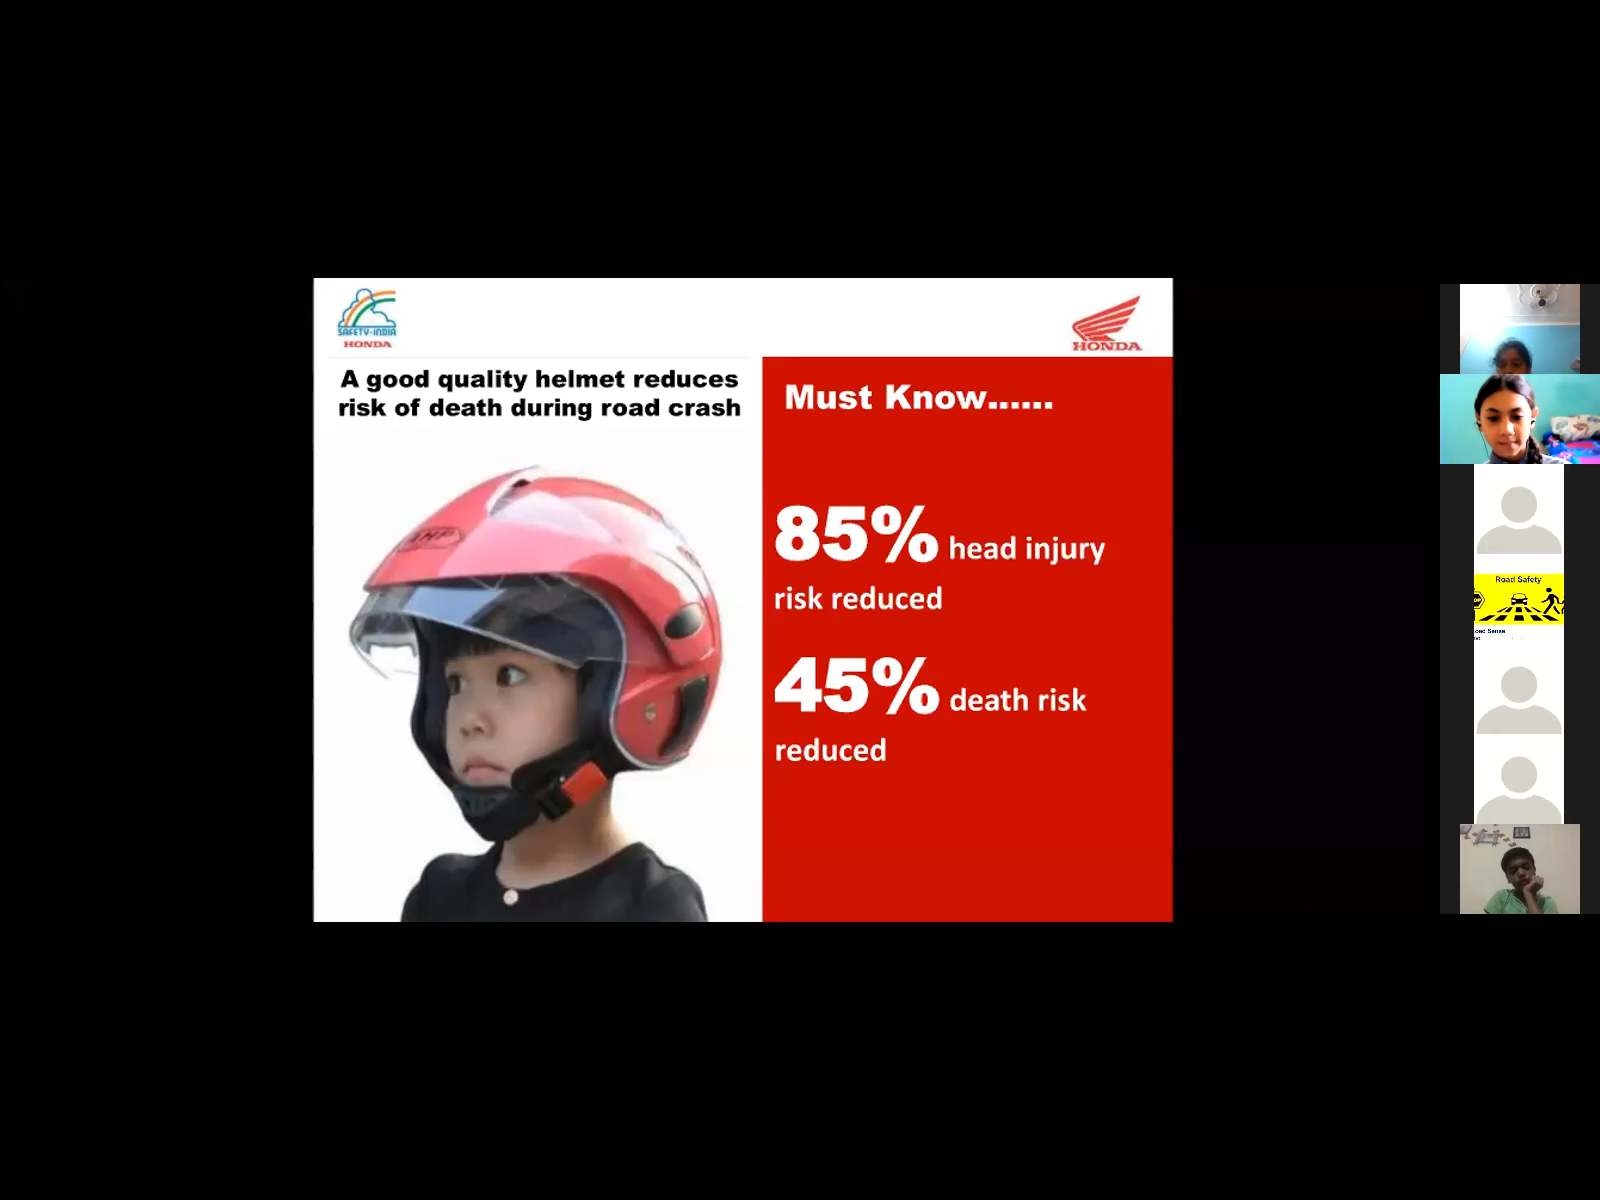 SAFETY-INDIA
HONDA
HONDA
A good quality helmet reduces
risk of death during road crash
Must Know......
85% head injury
risk reduced
45% death risk
reduced
Road Safety